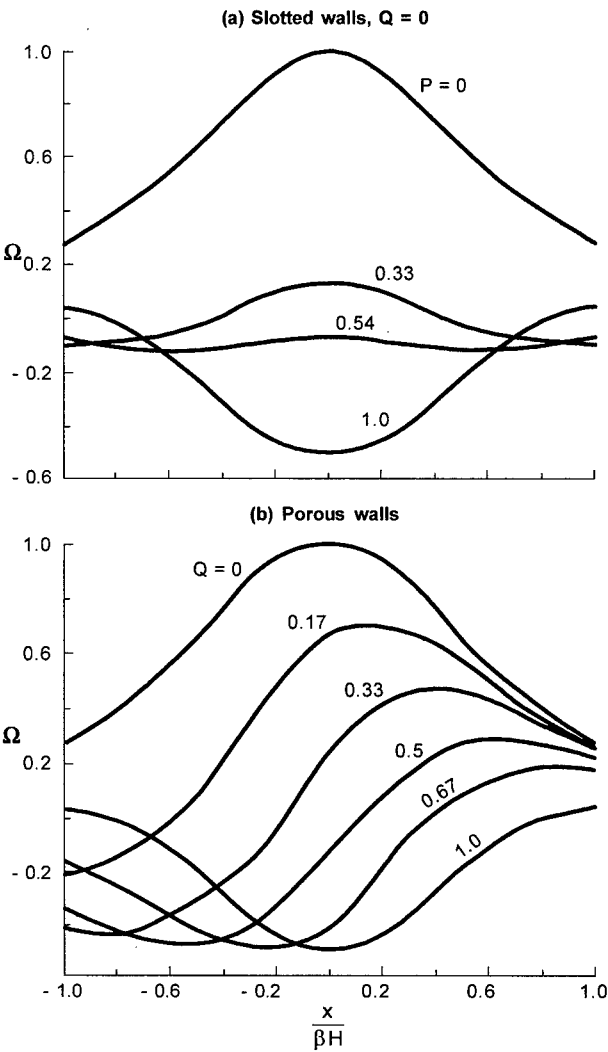 (a) Slotted walls, Q = 0
1.0
P = 0
0.6
0.2
Ω
0.33
0.54
- 0.2
1.0
- 0.6
(b) Porous walls
1.0
Q = 0
0.17
0.6
0.33
Ω
0.5
0.2
0.67
1.0
- 0.2
- 1.0 - 0.6 - 0.2 0.2 0.6 1.0
x
βH